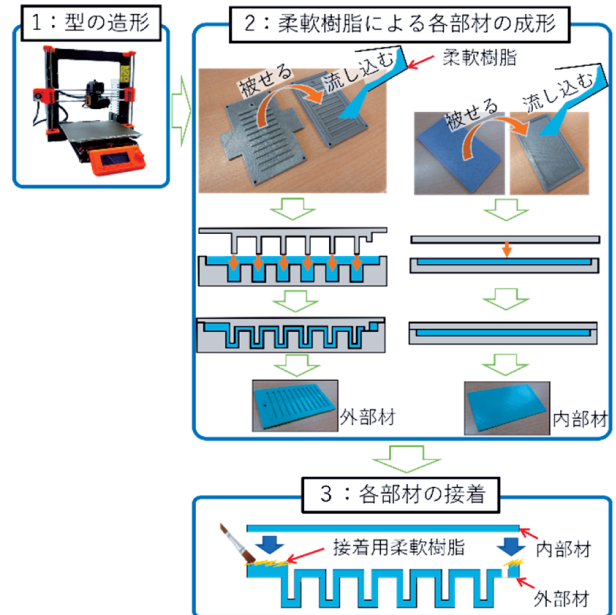 1：型の造形
2：柔軟樹脂による各部材の成形
被せる
流し込む
柔軟樹脂
被せる
流し込む
外部材
内部材
3：各部材の接着
接着用柔軟樹脂
内部材
外部材